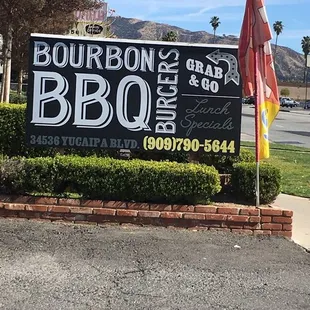 BOURBON'S
BBQ
BURGERS
GRAB
& GO
Lunch
Specials
34536 YUCAIPA BLVD.
(909)790-5644